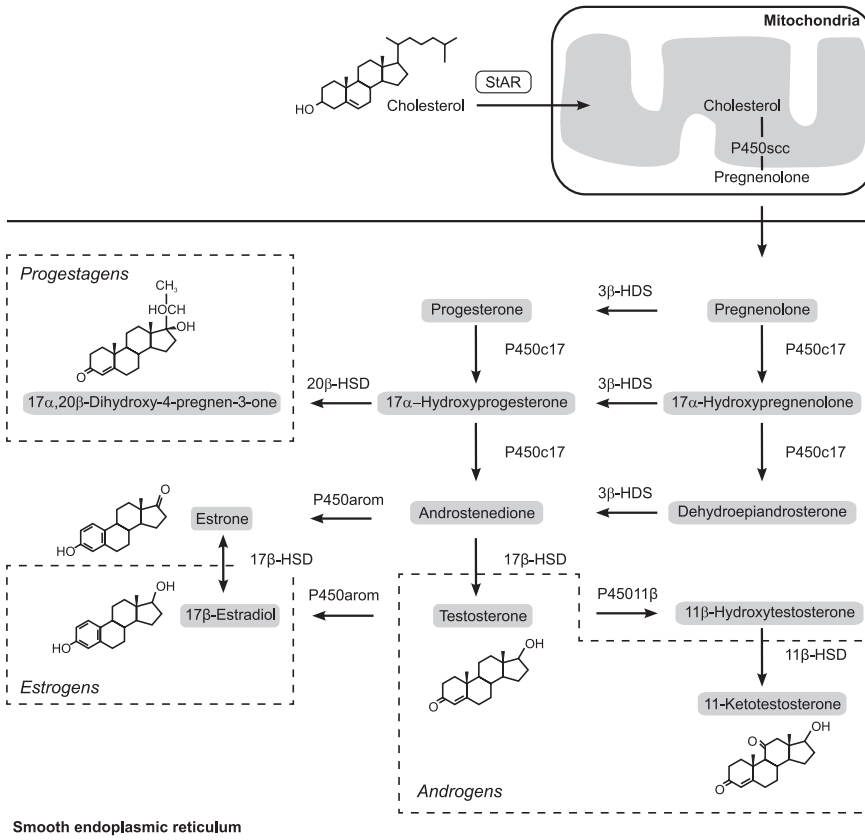 Mitochondria
StAR
HO
Cholesterol
Cholesterol
P450scc
Pregnenolone
Progestagens
CH3
HOCH
OH
O
3β-HDS
Progesterone
Pregnenolone
P450c17
P450c17
20β-HSD
3β-HDS
17α,20β-Dihydroxy-4-pregnen-3-one
17α–Hydroxyprogesterone
17α-Hydroxypregnenolone
P450c17
P450c17
O
P450arom
3β-HDS
Estrone
Androstenedione
Dehydroepiandrosterone
HO
17β-HSD
17β-HSD
OH
P450arom
P45011β
17β-Estradiol
Testosterone
11β-Hydroxytestosterone
HO
OH
11β-HSD
Estrogens
O
11-Ketotestosterone
OH
O
O
Androgens
Smooth endoplasmic reticulum